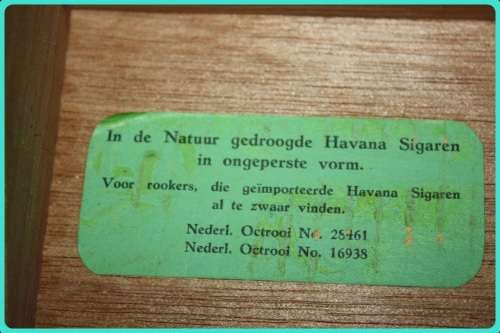 In de Natuur gedroogde Havana Sigaren
in ongeperste vorm.
Voor rookers, die geïmporteerde Havana Sigaren
al te zwaar vinden.
Nederl. Octrooi No. 28461
Nederl. Octrooi No. 16938